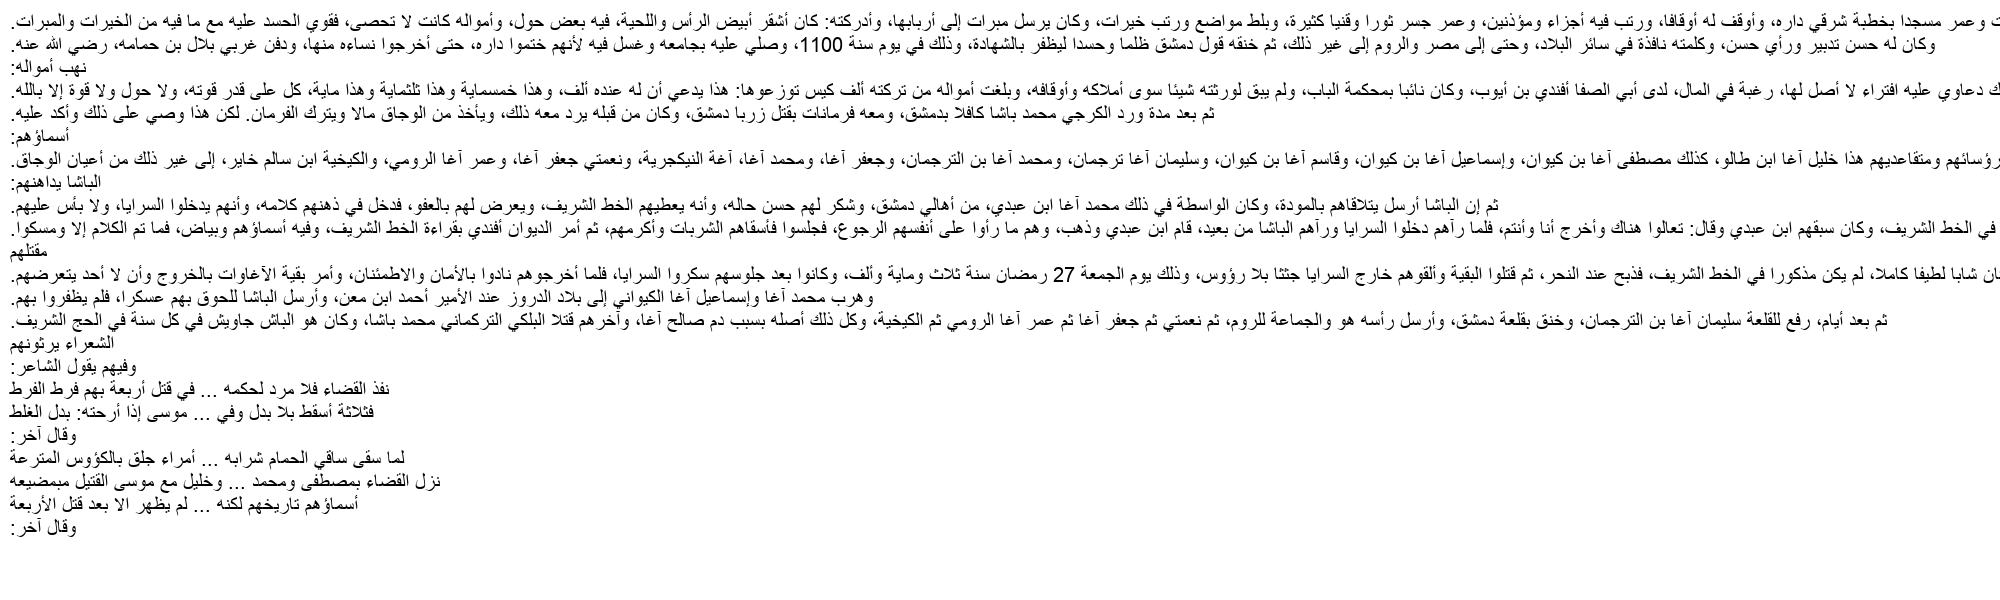 ت وعمر مسجدا بخطبة شرقي داره، وأوقف له أوقافا، ورتب فيه أجزاء ومؤذنين، وعمر جسر ثورا وقنيا كثيرة، وبلط مواضع ورتب خيرات، وكان يرسل مبرات إلى أربابها، وأدركته: كان أشقر أبيض الرأس واللحية، فيه بعض حول، وأمواله كانت لا تحصى، فقوي الحسد عليه مع ما فيه من الخيرات والمبرات.
وكان له حسن تدبير ورأي حسن، وكلمته نافذة في سائر البلاد، وحتى إلى مصر والروم إلى غير ذلك، ثم خنقه قول دمشق ظلما وحسدا ليظفر بالشهادة، وذلك في يوم سنة 1100، وصلي عليه بجامعه وغسل فيه لأنهم ختموا داره، حتى أخرجوا نساءه منها، ودفن غربي بلال بن حمامه، رضي الله عنه.
نهب أمواله:
ك دعاوي عليه افتراء لا أصل لها، رغبة في المال، لدى أبي الصفا أفندي بن أيوب، وكان نائبا بمحكمة الباب، ولم يبق لورثته شيئا سوى أملاكه وأوقافه، وبلغت أمواله من تركته ألف كيس توزعوها: هذا يدعي أن له عنده ألف، وهذا خمسماية وهذا ثلثماية وهذا ماية، كل على قدر قوته، ولا حول ولا قوة إلا بالله.
ثم بعد مدة ورد الكرجي محمد باشا كافلا بدمشق، ومعه فرمانات بقتل زربا دمشق، وكان من قبله يرد معه ذلك، ويأخذ من الوجاق مالا ويترك الفرمان. لكن هذا وصي على ذلك وأكد عليه.
أسماؤهم:
رؤسائهم ومتقاعديهم هذا خليل آغا ابن طالو، كذلك مصطفى آغا بن كيوان، وإسماعيل آغا بن كيوان، وقاسم آغا بن كيوان، وسليمان آغا ترجمان، ومحمد آغا بن الترجمان، وجعفر آغا، ومحمد آغا، آغة النيكجرية، ونعمتي جعفر آغا، وعمر آغا الرومي، والكيخية ابن سالم خاير، إلى غير ذلك من أعيان الوجاق.
الباشا يداهنهم:
ثم إن الباشا أرسل يتلاقاهم بالمودة، وكان الواسطة في ذلك محمد آغا ابن عبدي، من أهالي دمشق، وشكر لهم حسن حاله، وأنه يعطيهم الخط الشريف، ويعرض لهم بالعفو، فدخل في ذهنهم كلامه، وأنهم يدخلوا السرايا، ولا بأس عليهم.
في الخط الشريف، وكان سبقهم ابن عبدي وقال: تعالوا هناك وأخرج أنا وأنتم، فلما رآهم دخلوا السرايا ورآهم الباشا من بعيد، قام ابن عبدي وذهب، وهم ما رأوا على أنفسهم الرجوع، فجلسوا فأسقاهم الشربات وأكرمهم، ثم أمر الديوان أفندي بقراءة الخط الشريف، وفيه أسماؤهم وبياض، فما تم الكلام إلا ومسكوا.
مقتلهم
ان شابا لطيفا كاملا، لم يكن مذكورا في الخط الشريف، فذبح عند النحر، ثم قتلوا البقية وألقوهم خارج السرايا جثثا بلا رؤوس، وذلك يوم الجمعة 27 رمضان سنة ثلاث وماية وألف، وكانوا بعد جلوسهم سكروا السرايا، فلما أخرجوهم نادوا بالأمان والاطمئنان، وأمر بقية الآغاوات بالخروج وأن لا أحد يتعرضهم.
وهرب محمد آغا وإسماعيل آغا الكيواني إلى بلاد الدروز عند الأمير أحمد ابن معن، وأرسل الباشا للحوق بهم عسكرا، فلم يظفروا بهم.
ثم بعد أيام، رفع للقلعة سليمان آغا بن الترجمان، وخنق بقلعة دمشق، وأرسل رأسه هو والجماعة للروم، ثم نعمتي ثم جعفر آغا ثم عمر آغا الرومي ثم الكيخية، وكل ذلك أصله بسبب دم صالح آغا، وآخرهم قتلا البلكي التركماني محمد باشا، وكان هو الباش جاويش في كل سنة في الحج الشريف.
الشعراء يرثونهم
وفيهم يقول الشاعر:
نفذ القضاء فلا مرد لحكمه ... في قتل أربعة بهم فرط الفرط
فثلاثة أسقط بلا بدل وفي ... موسى إذا أرحته: بدل الغلط
وقال آخر:
لما سقى ساقي الحمام شرابه ... أمراء جلق بالكؤوس المترعة
نزل القضاء بمصطفى ومحمد ... وخليل مع موسى القتيل مبمضيعه
أسماؤهم تاريخهم لكنه ... لم يظهر الا بعد قتل الأربعة
وقال آخر: